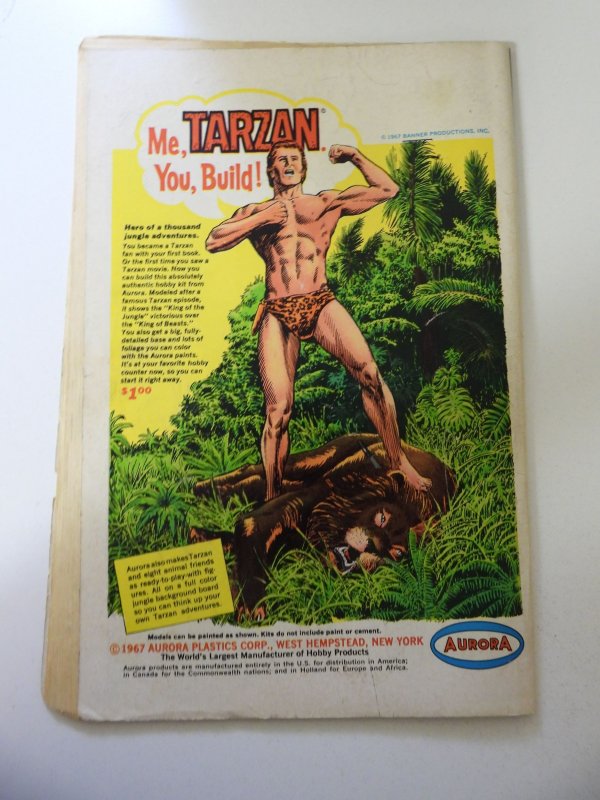 Me, TARZAN.
You, Build!
© 1967 BANNER PRODUCTIONS, INC.
Hero of a thousand
jungle adventures.
You became a Tarzan
fan with your first book.
Or the first time you saw a
Tarzan movie. Now you
can build this absolutely
authentic hobby kit from
Aurora. Modeled after a
famous Tarzan episode,
it shows the "King of the
Jungle" victorious over
the "King of Beasts."
You also get a big, fully-
detailed base and lots of
foliage you can color
with the Aurora paints.
It's at your favorite hobby
counter now, so you can
start it right away.
$1.00
Aurora also makes Tarzan
and eight animal friends
as ready-to-play-with fig-
ures. All on a full color
jungle background board
so you can think up your
own Tarzan adventures.
Models can be painted as shown. Kits do not include paint or cement.
© 1967 AURORA PLASTICS CORP., WEST HEMPSTEAD, NEW YORK
The World's Largest Manufacturer of Hobby Products
Aurora products are manufactured entirely in the U.S. for distribution in America;
in Canada for the Commonwealth nations; and in Holland for Europe and Africa.
AURORA